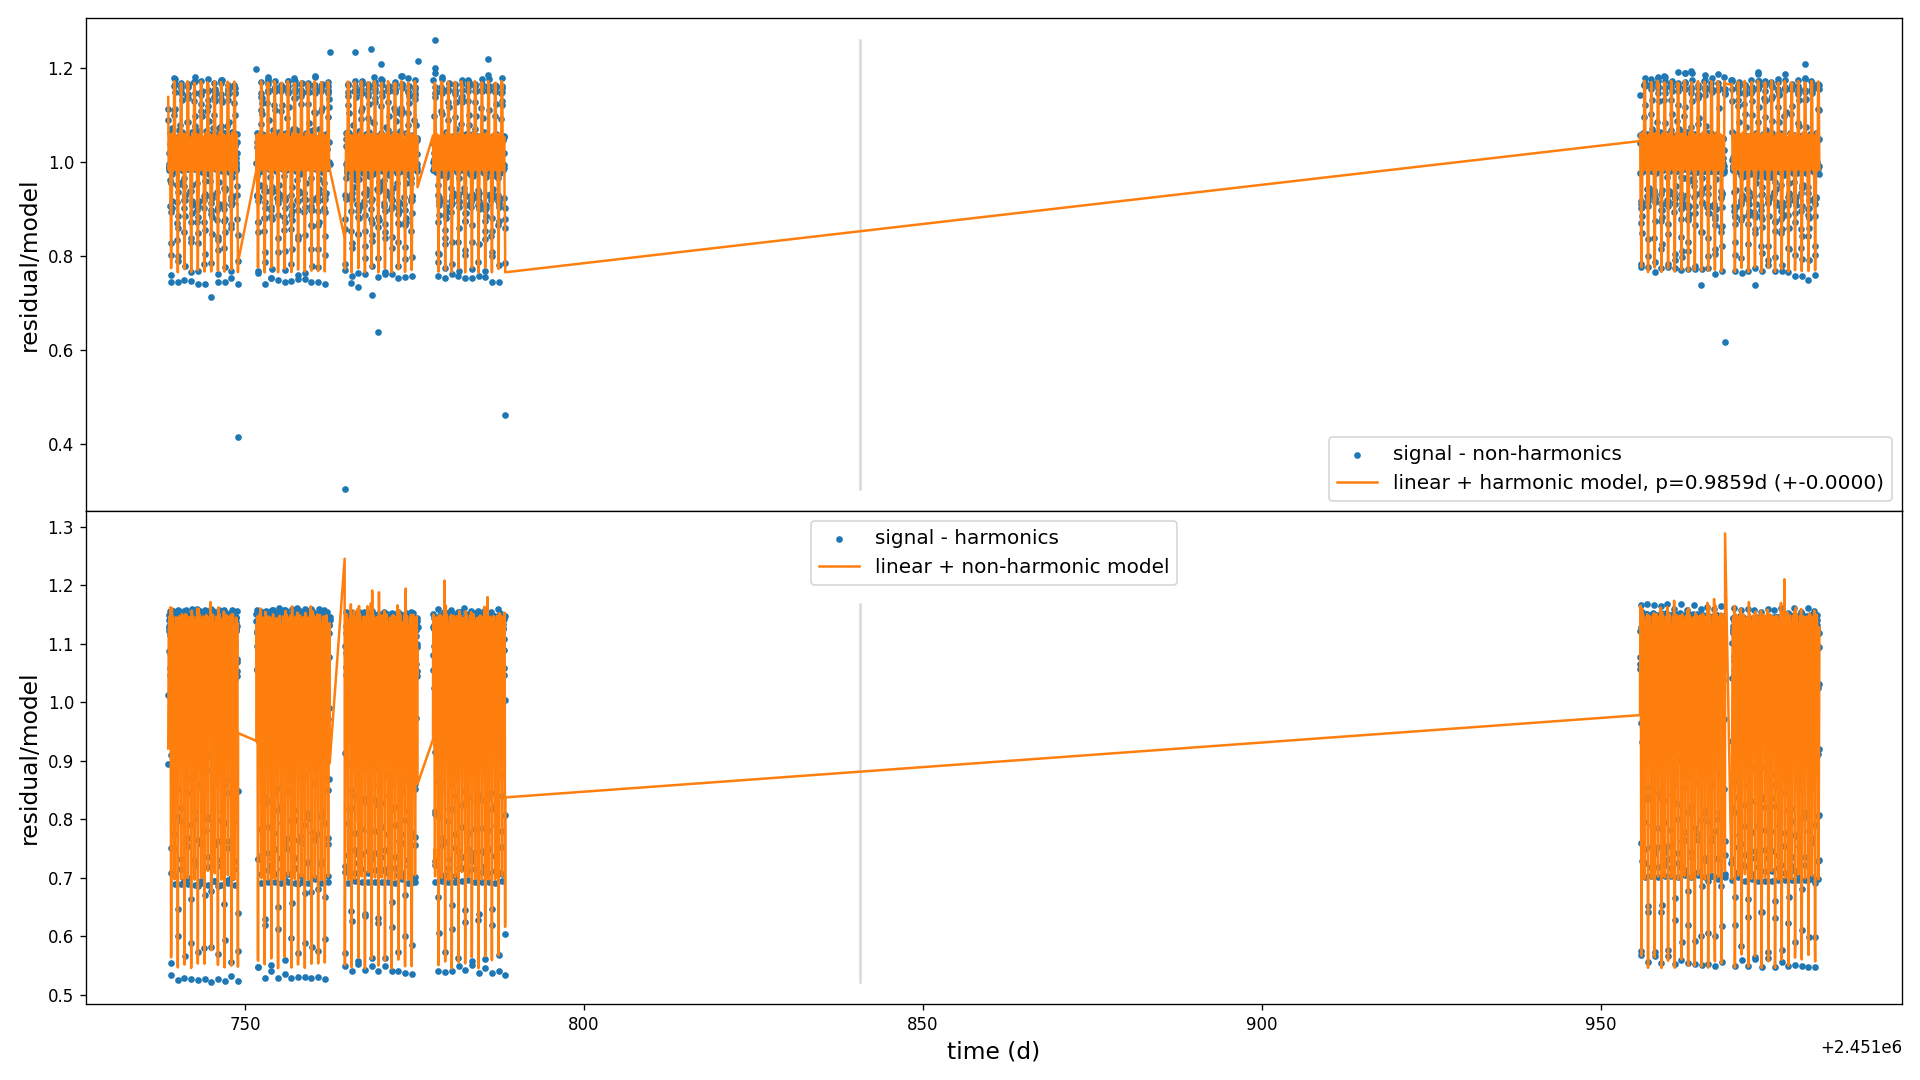 1.2
1.0
0.8
0.6
0.4
residual/model
signal - non-harmonics
linear + harmonic model, p=0.9859d (+-0.0000)
1.3
1.2
1.1
1.0
0.9
0.8
0.7
0.6
0.5
residual/model
signal - harmonics
linear + non-harmonic model
750
800
850
900
950
time (d)
+2.451e6